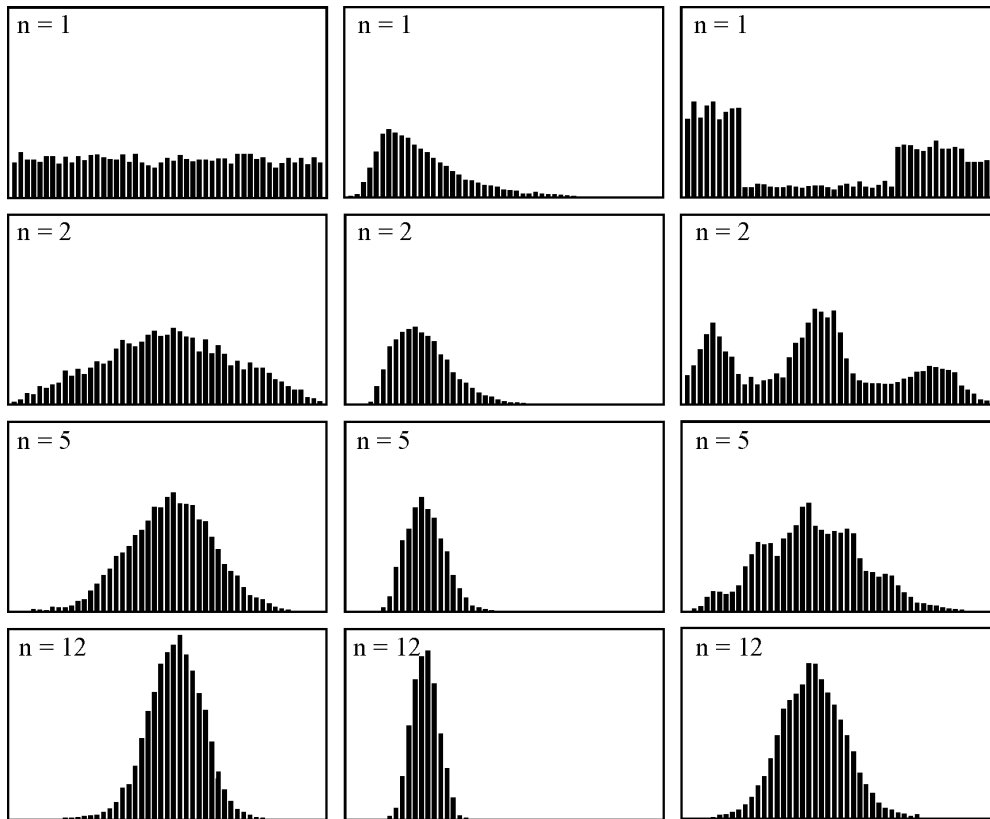 n = 1
n = 1
n = 1
n = 2
n = 2
n = 2
n = 5
n = 5
n = 5
n = 12
n = 12
n = 12